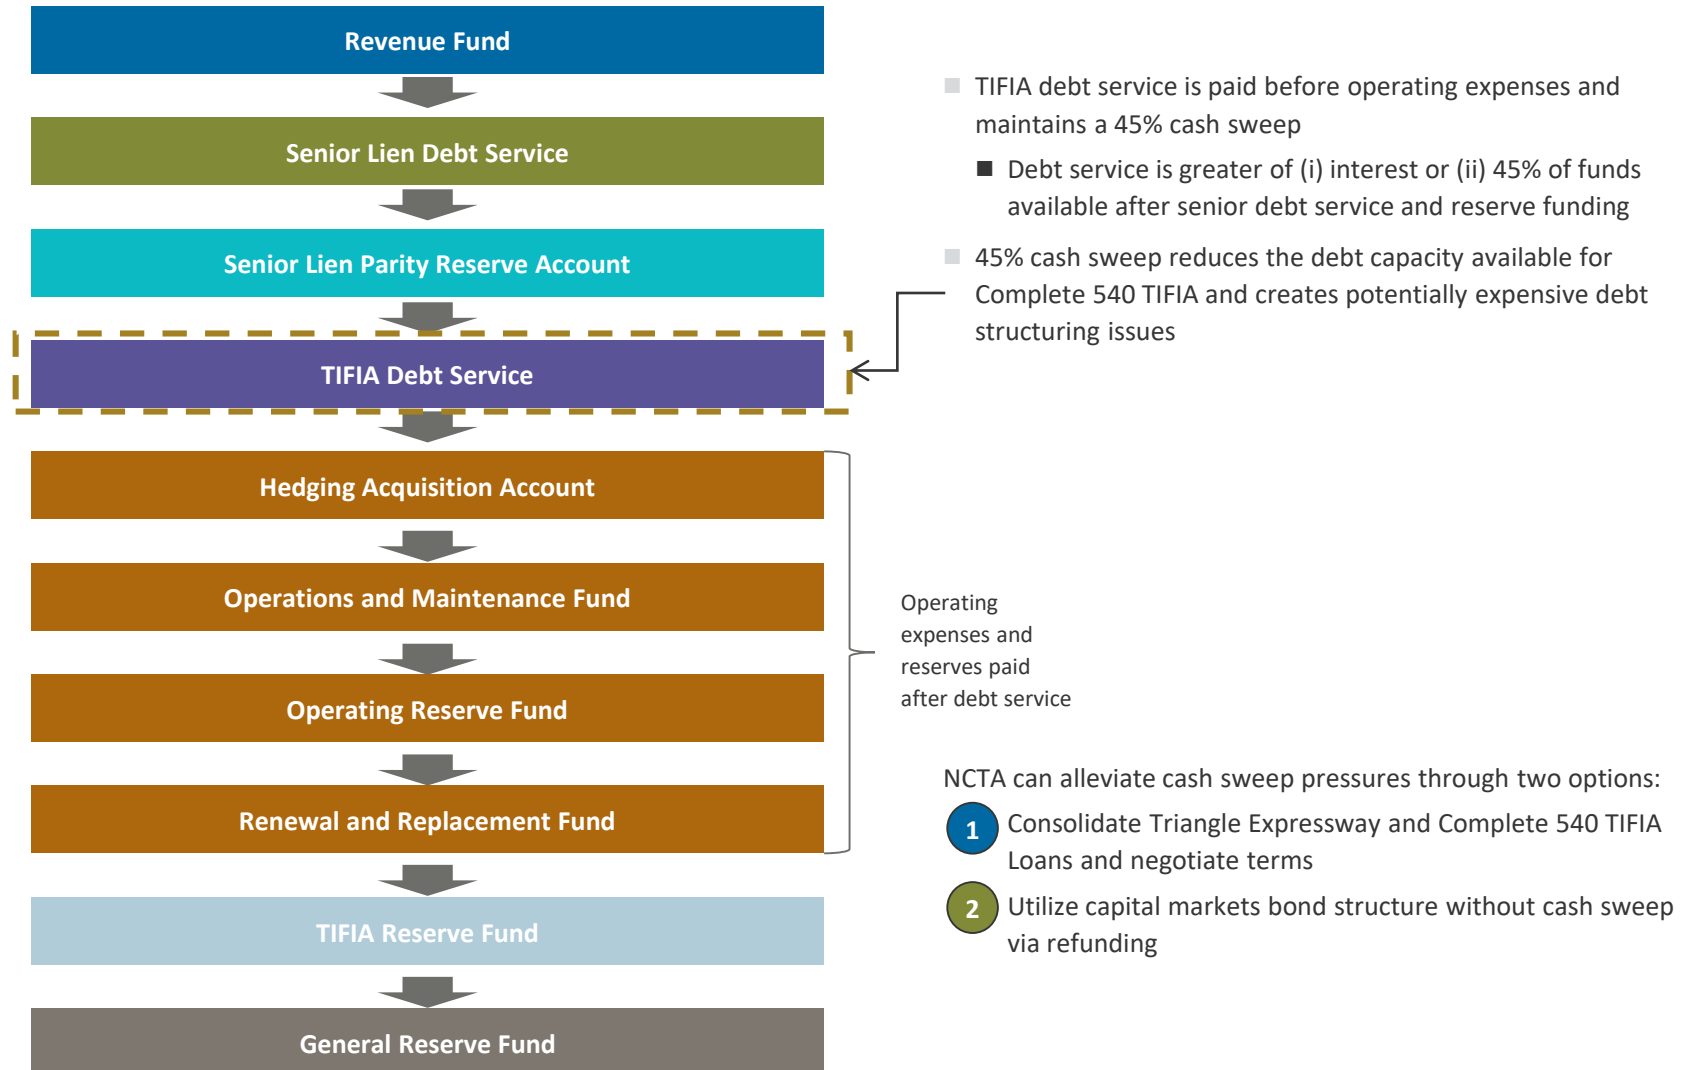 Revenue Fund
Senior Lien Debt Service
Senior Lien Parity Reserve Account
TIFIA Debt Service
Hedging Acquisition Account
Operations and Maintenance Fund
Operating Reserve Fund
Renewal and Replacement Fund
TIFIA Reserve Fund
General Reserve Fund
TIFIA debt service is paid before operating expenses and
maintains a 45% cash sweep
Debt service is greater of (i) interest or (ii) 45% of funds
available after senior debt service and reserve funding
45% cash sweep reduces the debt capacity available for
Complete 540 TIFIA and creates potentially expensive debt
structuring issues
Operating
expenses and
reserves paid
after debt service
NCTA can alleviate cash sweep pressures through two options:
1 Consolidate Triangle Expressway and Complete 540 TIFIA
Loans and negotiate terms
2 Utilize capital markets bond structure without cash sweep
via refunding